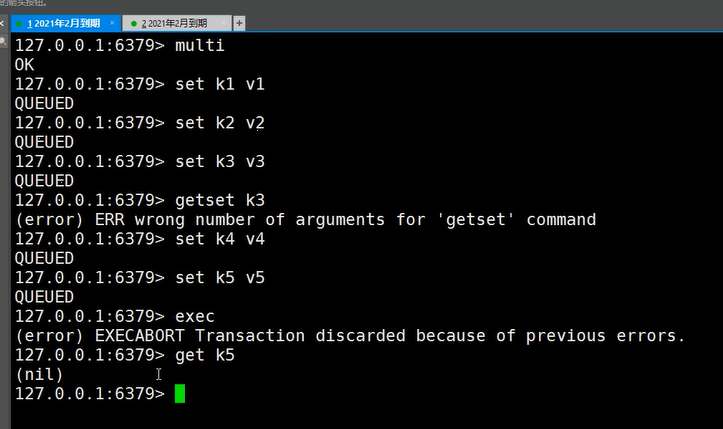 的箭头按钮。
1 2021年2月到期 ×
2 2021年2月到期 +
127.0.0.1:6379> multi
OK
127.0.0.1:6379> set k1 v1
QUEUED
127.0.0.1:6379> set k2 v2
QUEUED
127.0.0.1:6379> set k3 v3
QUEUED
127.0.0.1:6379> getset k3
(error) ERR wrong number of arguments for 'getset' command
127.0.0.1:6379> set k4 v4
QUEUED
127.0.0.1:6379> set k5 v5
QUEUED
127.0.0.1:6379> exec
(error) EXECABORT Transaction discarded because of previous errors.
127.0.0.1:6379> get k5
(nil)
127.0.0.1:6379>